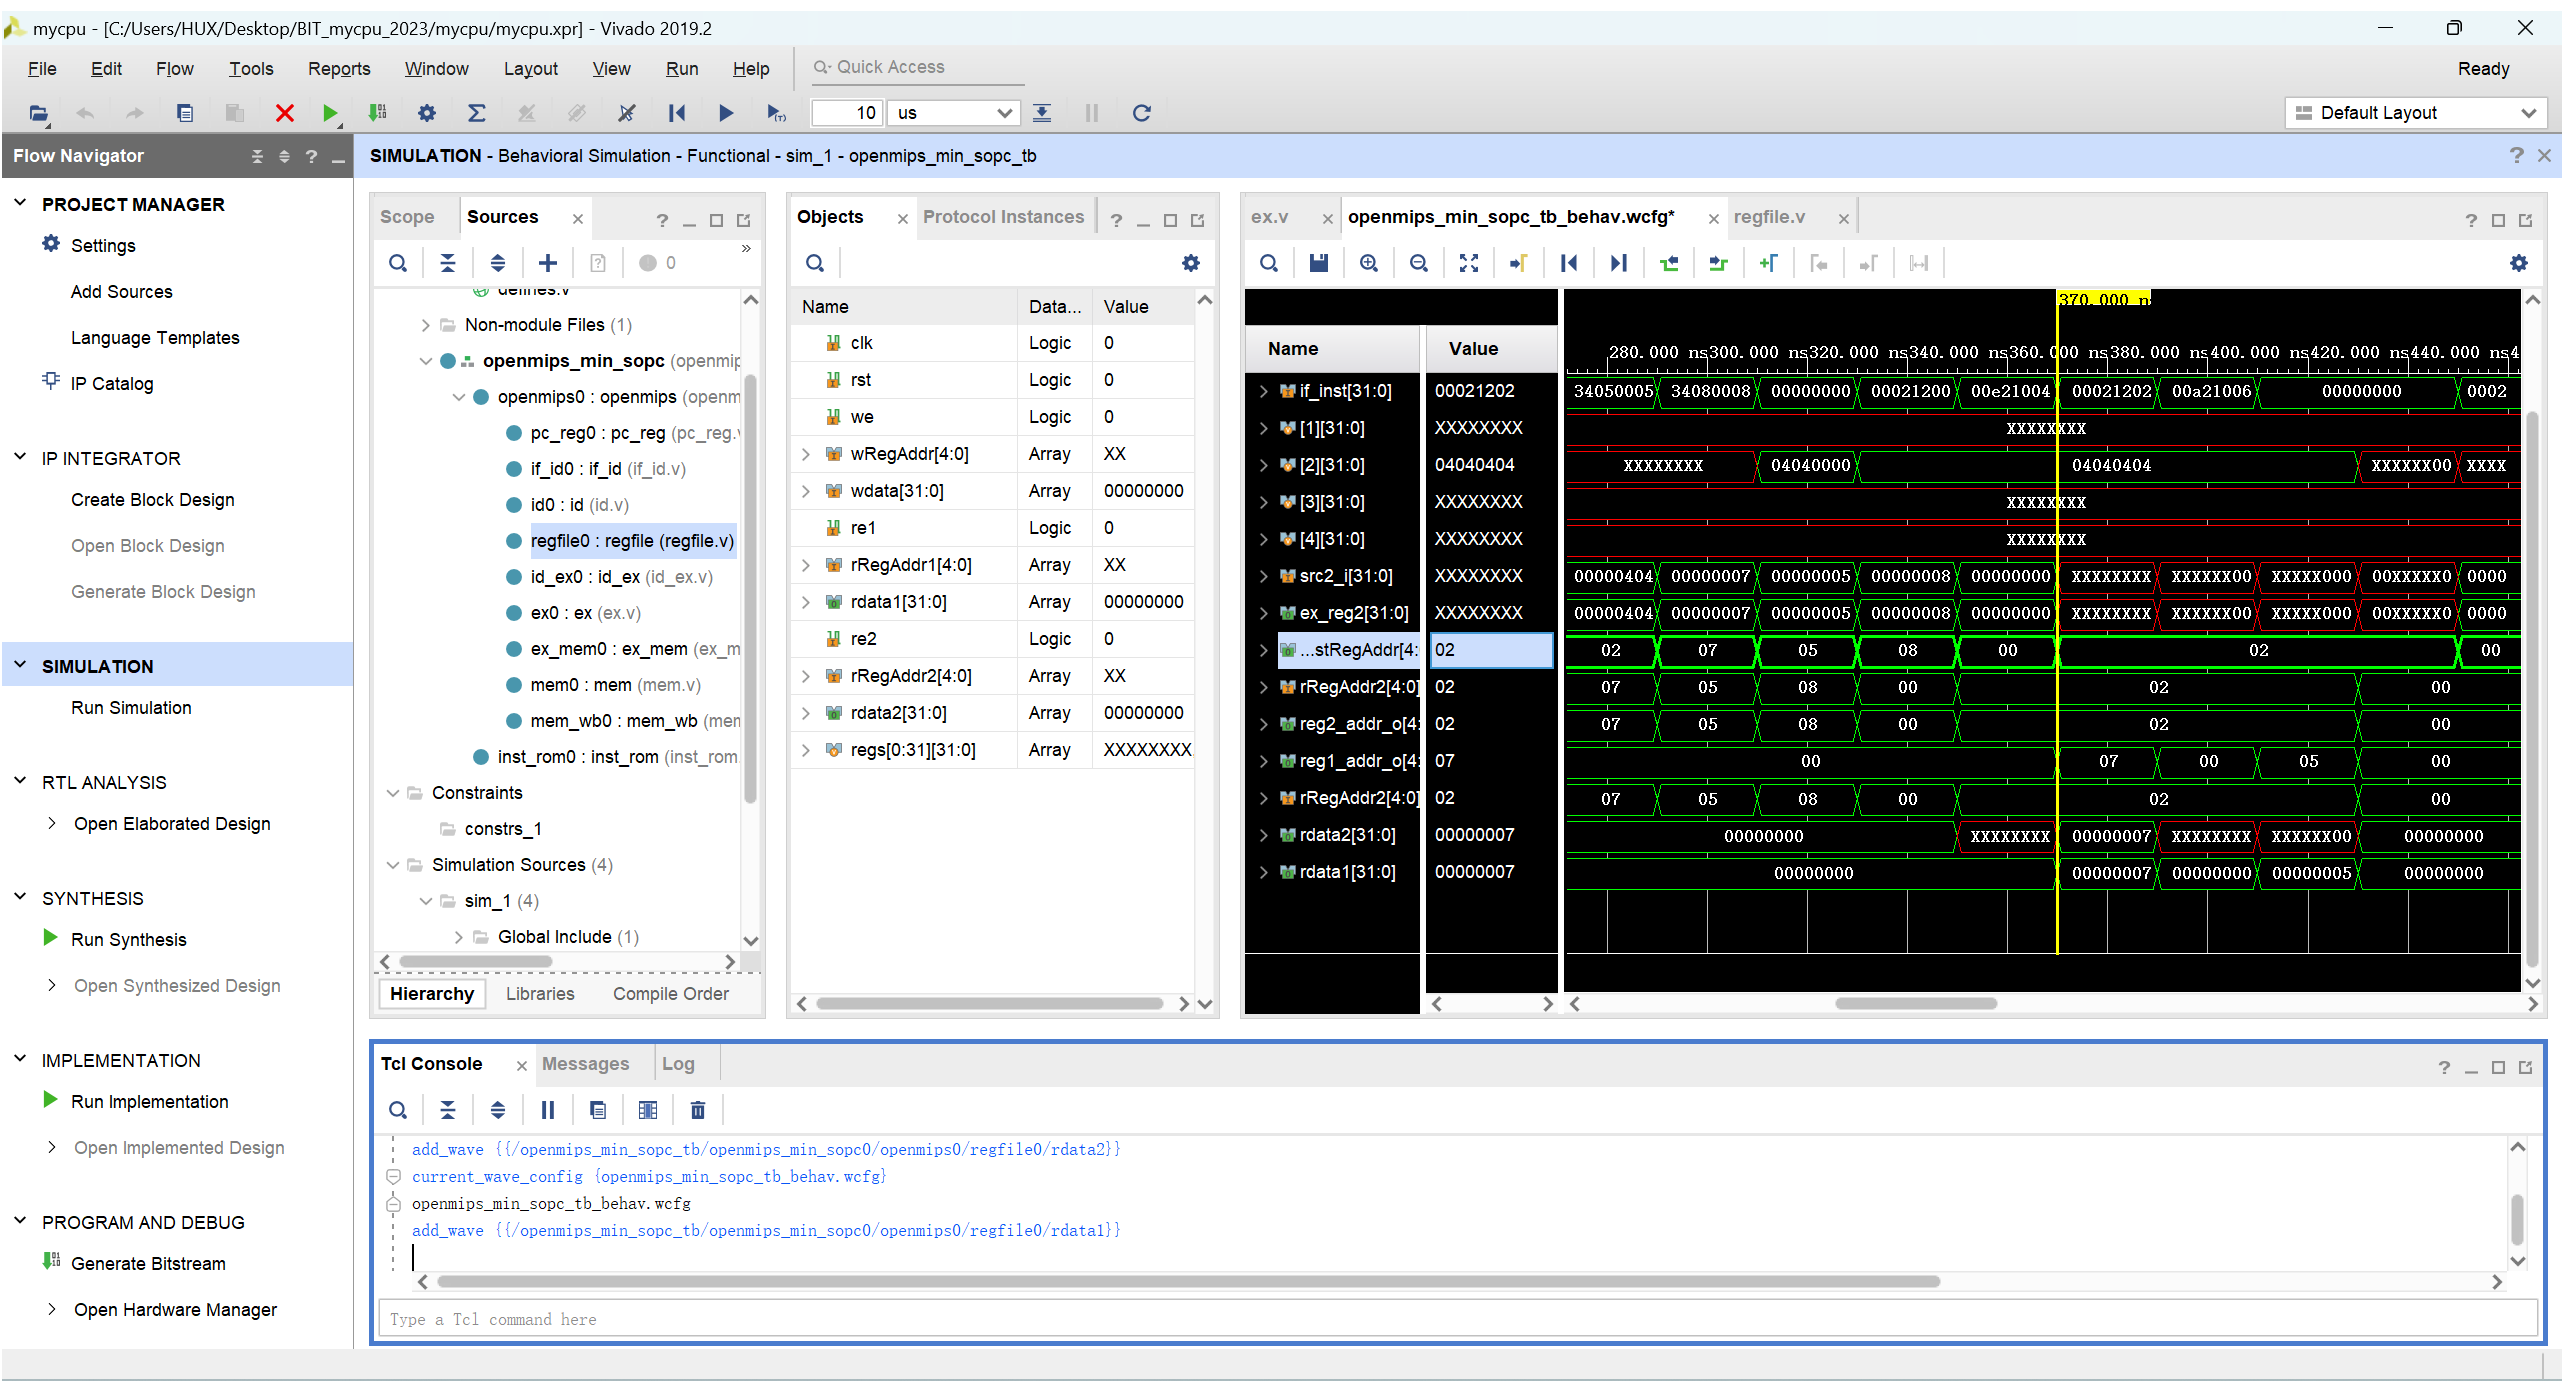 mycpu - [C:/Users/HUX/Desktop/BIT_mycpu_2023/mycpu/mycpu.xpr] - Vivado 2019.2
File Edit Flow Tools Reports Window Layout View Run Help Quick Access Ready
10 us Default Layout
Flow Navigator
SIMULATION - Behavioral Simulation - Functional - sim_1 - openmips_min_sopc_tb
PROJECT MANAGER
Settings
Add Sources
Language Templates
IP Catalog
IP INTEGRATOR
Create Block Design
Open Block Design
Generate Block Design
SIMULATION
Run Simulation
RTL ANALYSIS
Open Elaborated Design
SYNTHESIS
Run Synthesis
Open Synthesized Design
IMPLEMENTATION
Run Implementation
Open Implemented Design
PROGRAM AND DEBUG
Generate Bitstream
Open Hardware Manager
Scope Sources
0
defines.v
Non-module Files (1)
openmips_min_sopc (openmip
openmips0 : openmips (openm
pc_reg0 : pc_reg (pc_reg.v
if_id0 : if_id (if_id.v)
id0 : id (id.v)
regfile0 : regfile (regfile.v)
id_ex0 : id_ex (id_ex.v)
ex0 : ex (ex.v)
ex_mem0 : ex_mem (ex_m
mem0 : mem (mem.v)
mem_wb0 : mem_wb (mem
inst_rom0 : inst_rom (inst_rom.
Constraints
constrs_1
Simulation Sources (4)
sim_1 (4)
Global Include (1)
Hierarchy Libraries Compile Order
Objects Protocol Instances
Name Data... Value
clk Logic 0
rst Logic 0
we Logic 0
wRegAddr[4:0] Array XX
wdata[31:0] Array 00000000
re1 Logic 0
rRegAddr1[4:0] Array XX
rdata1[31:0] Array 00000000
re2 Logic 0
rRegAddr2[4:0] Array XX
rdata2[31:0] Array 00000000
regs[0:31][31:0] Array XXXXXXXX
ex.v openmips_min_sopc_tb_behav.wcfg* regfile.v
370.000 n
Name Value 280.000 ns 300.000 ns 320.000 ns 340.000 ns 360.000 ns 380.000 ns 400.000 ns 420.000 ns 440.000 ns 4
if_inst[31:0] 00021202 34050005 34080008 00000000 00021200 00e21004 00021202 00a21006 00000000 0002
[1][31:0] XXXXXXXX XXXXXXXX
[2][31:0] 04040404 XXXXXXXX 04040000 04040404 XXXXXX00 XXXX
[3][31:0] XXXXXXXX XXXXXXXX
[4][31:0] XXXXXXXX XXXXXXXX
src2_i[31:0] XXXXXXXX 00000404 00000007 00000005 00000008 00000000 XXXXXXXX XXXXXX00 XXXXX000 00XXXXX0 0000
ex_reg2[31:0] XXXXXXXX 00000404 00000007 00000005 00000008 00000000 XXXXXXXX XXXXXX00 XXXXX000 00XXXXX0 0000
...stRegAddr[4: 02 02 07 05 08 00 02 00
rRegAddr2[4:0] 02 07 05 08 00 02 00
reg2_addr_o[4: 02 07 05 08 00 02 00
reg1_addr_o[4: 07 00 07 00 05 00
rRegAddr2[4:0] 02 07 05 08 00 02 00
rdata2[31:0] 00000007 00000000 XXXXXXXX 00000007 XXXXXXXX XXXXXX00 00000000
rdata1[31:0] 00000007 00000000 00000007 00000000 00000005 00000000
Tcl Console Messages Log
add_wave {{/openmips_min_sopc_tb/openmips_min_sopc0/openmips0/regfile0/rdata2}}
current_wave_config {openmips_min_sopc_tb_behav.wcfg}
openmips_min_sopc_tb_behav.wcfg
add_wave {{/openmips_min_sopc_tb/openmips_min_sopc0/openmips0/regfile0/rdata1}}
Type a Tcl command here